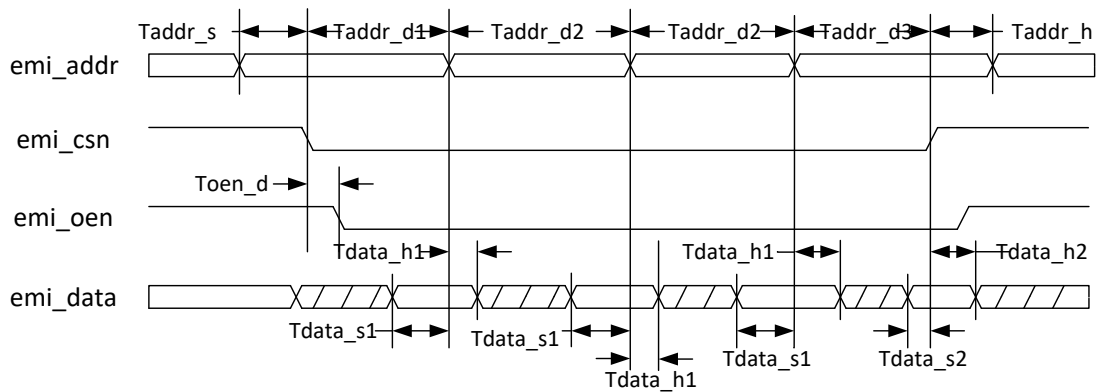 Taddr_s Taddr_d1 Taddr_d2 Taddr_d2 Taddr_d3 Taddr_h
emi_addr
emi_csn
Toen_d
emi_oen
Tdata_h1 Tdata_h1 Tdata_h2
emi_data
Tdata_s1 Tdata_s1 Tdata_s1 Tdata_s2
Tdata_h1